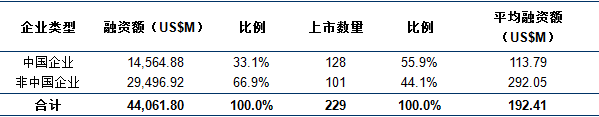 企业类型 融资额（US$M） 比例 上市数量 比例 平均融资额（US$M）
中国企业 14,564.88 33.1% 128 55.9% 113.79
非中国企业 29,496.92 66.9% 101 44.1% 292.05
合计 44,061.80 100.0% 229 100.0% 192.41